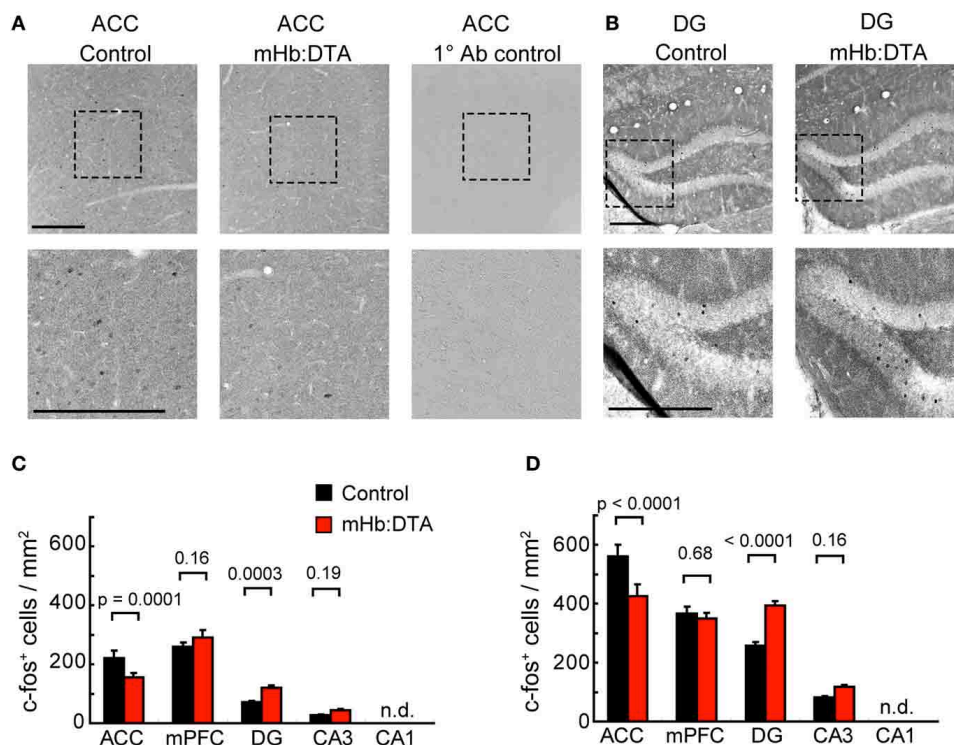 A
ACC
Control
ACC
mHb:DTA
ACC
1° Ab control
B
DG
Control
DG
mHb:DTA
C
Control
mHb:DTA
c-fos⁺ cells / mm²
600
400
200
0
p = 0.0001
0.16
0.0003
0.19
n.d.
ACC mPFC DG CA3 CA1
D
c-fos⁺ cells / mm²
600
400
200
0
p < 0.0001
0.68
< 0.0001
0.16
n.d.
ACC mPFC DG CA3 CA1